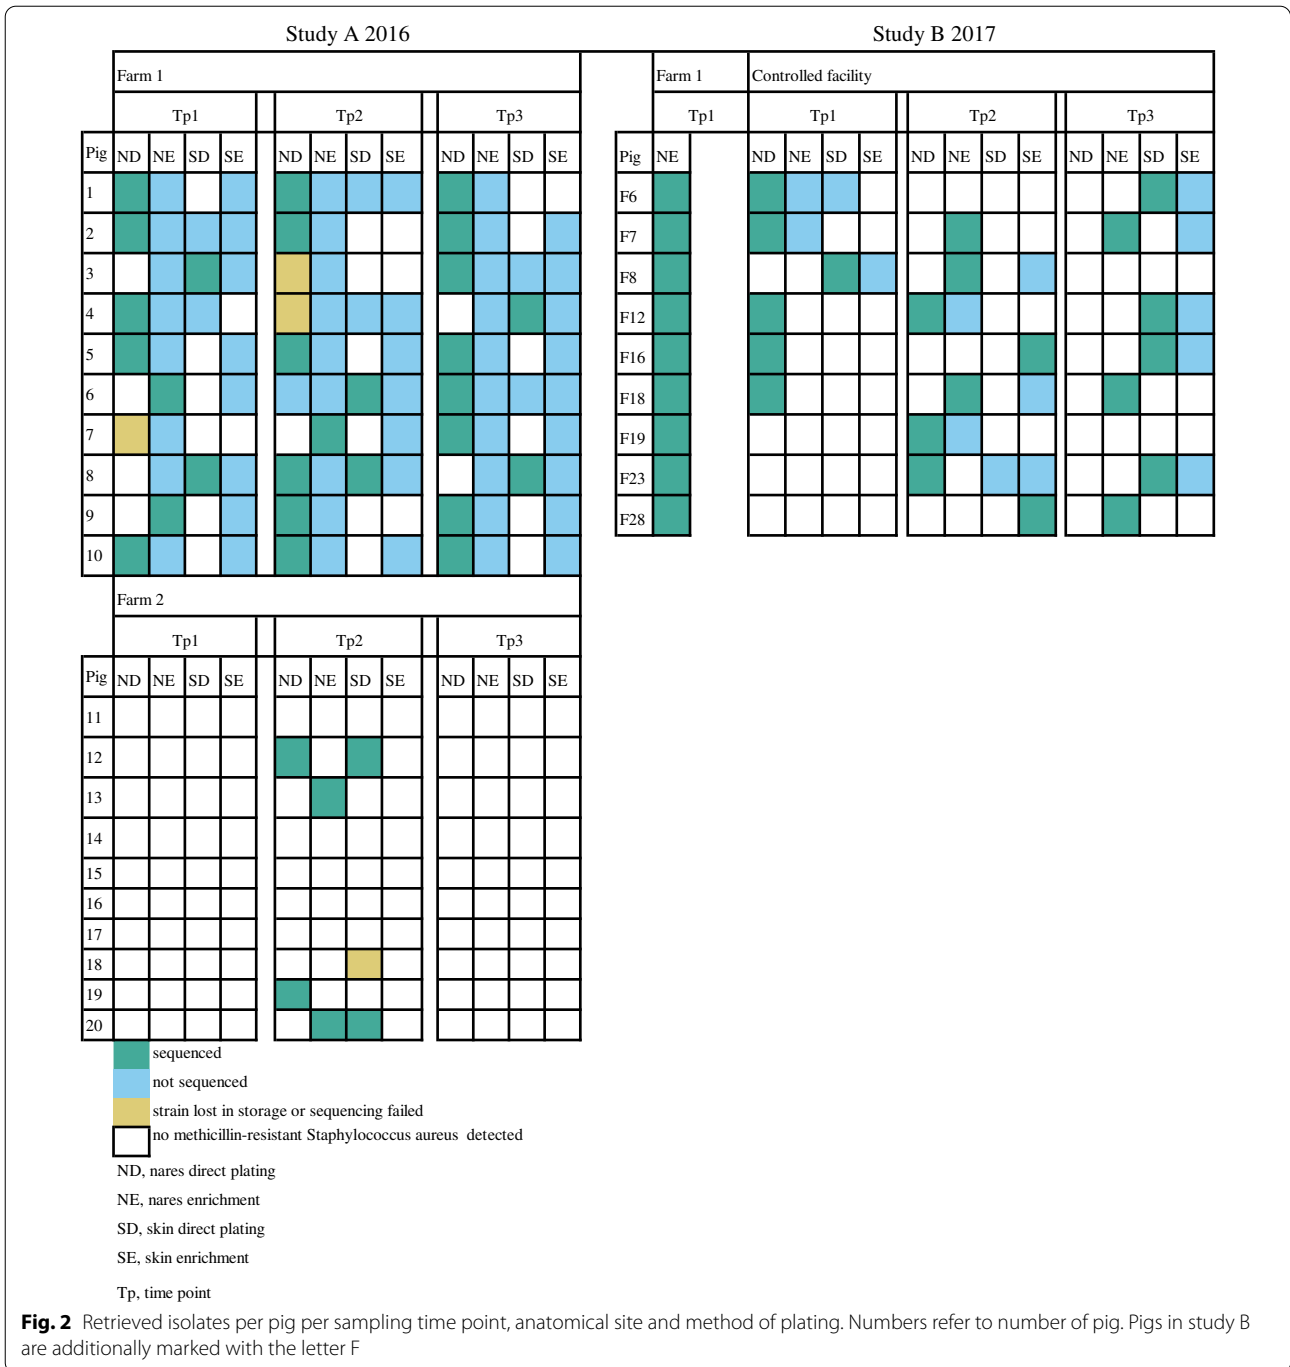 Study A 2016 Study B 2017
Farm 1 Farm 1 Controlled facility
Tp1 Tp2 Tp3 Tp1 Tp1 Tp2 Tp3
Pig ND NE SD SE ND NE SD SE ND NE SD SE Pig NE ND NE SD SE ND NE SD SE ND NE SD SE
1 F6
2 F7
3 F8
4 F12
5 F16
6 F18
7 F19
8 F23
9 F28
10
Farm 2
Tp1 Tp2 Tp3
Pig ND NE SD SE ND NE SD SE ND NE SD SE
11
12
13
14
15
16
17
18
19
20
sequenced
not sequenced
strain lost in storage or sequencing failed
no methicillin-resistant Staphylococcus aureus detected
ND, nares direct plating
NE, nares enrichment
SD, skin direct plating
SE, skin enrichment
Tp, time point
Fig. 2 Retrieved isolates per pig per sampling time point, anatomical site and method of plating. Numbers refer to number of pig. Pigs in study B
are additionally marked with the letter F